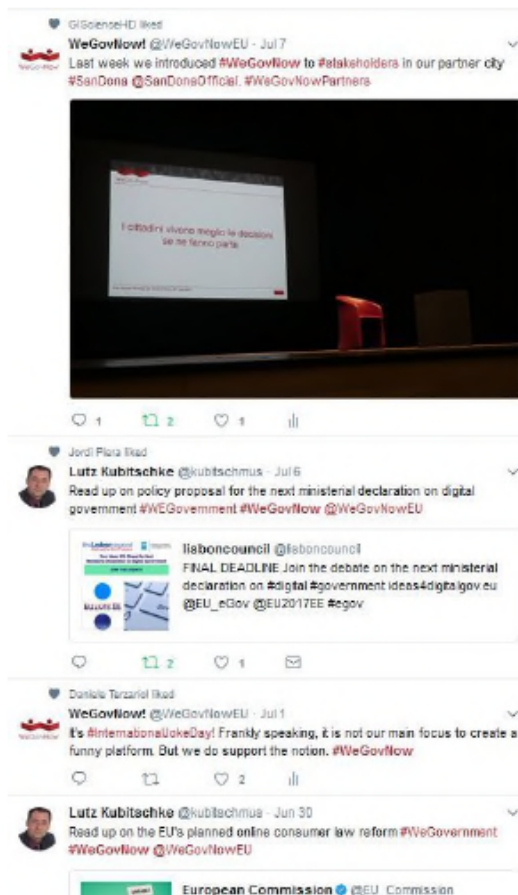 GIScienseHD liked
WeGovNow! @WeGovNowEU · Jul 7
Last week we introduced #WeGovNow to #stakeholders in our partner city
#SanDona @SanDonaOfficial. #WeGovNowPartners
I cittadini vivono meglio le decisioni
se ne fanno parte
1 2 1
Jordi Piera liked
Lutz Kubitschke @kubitschmus · Jul 6
Read up on policy proposal for the next ministerial declaration on digital
government #WEGovernment #WeGovNow @WeGovNowEU
lisboncouncil @lisboncouncil
FINAL DEADLINE Join the debate on the next ministerial
declaration on #digital #government ideas4digitalgov.eu
@EU_eGov @EU2017EE #egov
2 1
Daniele Tarzariol liked
WeGovNow! @WeGovNowEU · Jul 1
It's #InternationalJokeDay! Frankly speaking, it is not our main focus to create a
funny platform. But we do support the notion. #WeGovNow
2
Lutz Kubitschke @kubitschmus · Jun 30
Read up on the EU's planned online consumer law reform #WeGovernment
#WeGovNow @WeGovNowEU
European Commission @EU_Commission